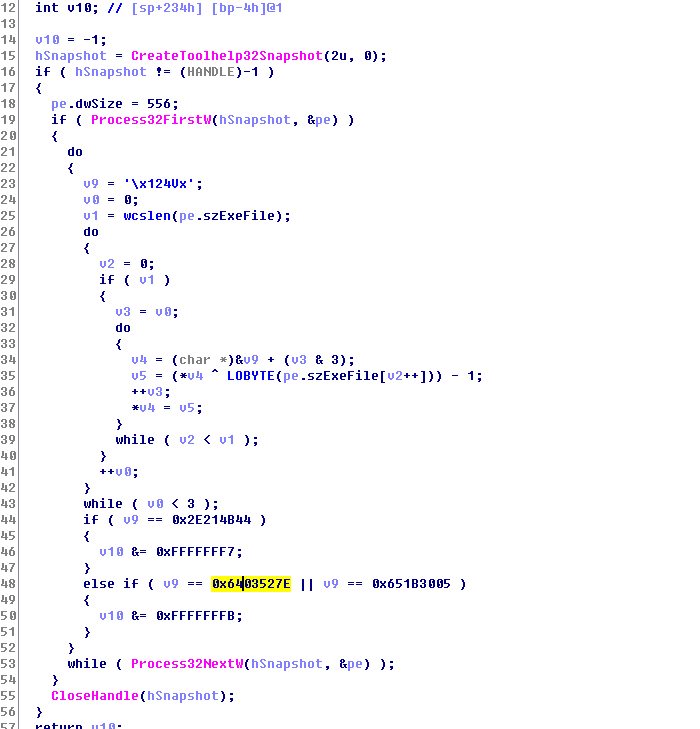 12 int v10; // [sp+234h] [bp-4h]@1
13
14 v10 = -1;
15 hSnapshot = CreateToolhelp32Snapshot(2u, 0);
16 if ( hSnapshot != (HANDLE)-1 )
17 {
18 pe.dwSize = 556;
19 if ( Process32FirstW(hSnapshot, &pe) )
20 {
21 do
22 {
23 v9 = '\x124Vx';
24 v0 = 0;
25 v1 = wcslen(pe.szExeFile);
26 do
27 {
28 v2 = 0;
29 if ( v1 )
30 {
31 v3 = v0;
32 do
33 {
34 v4 = (char *)&v9 + (v3 & 3);
35 v5 = (*v4 ^ LOBYTE(pe.szExeFile[v2++])) - 1;
36 ++v3;
37 *v4 = v5;
38 }
39 while ( v2 < v1 );
40 }
41 ++v0;
42 }
43 while ( v0 < 3 );
44 if ( v9 == 0x2E214B44 )
45 {
46 v10 &= 0xFFFFFFF7;
47 }
48 else if ( v9 == 0x6403527E || v9 == 0x651B3005 )
49 {
50 v10 &= 0xFFFFFFFB;
51 }
52 }
53 while ( Process32NextW(hSnapshot, &pe) );
54 }
55 CloseHandle(hSnapshot);
56 }
57 return v10;